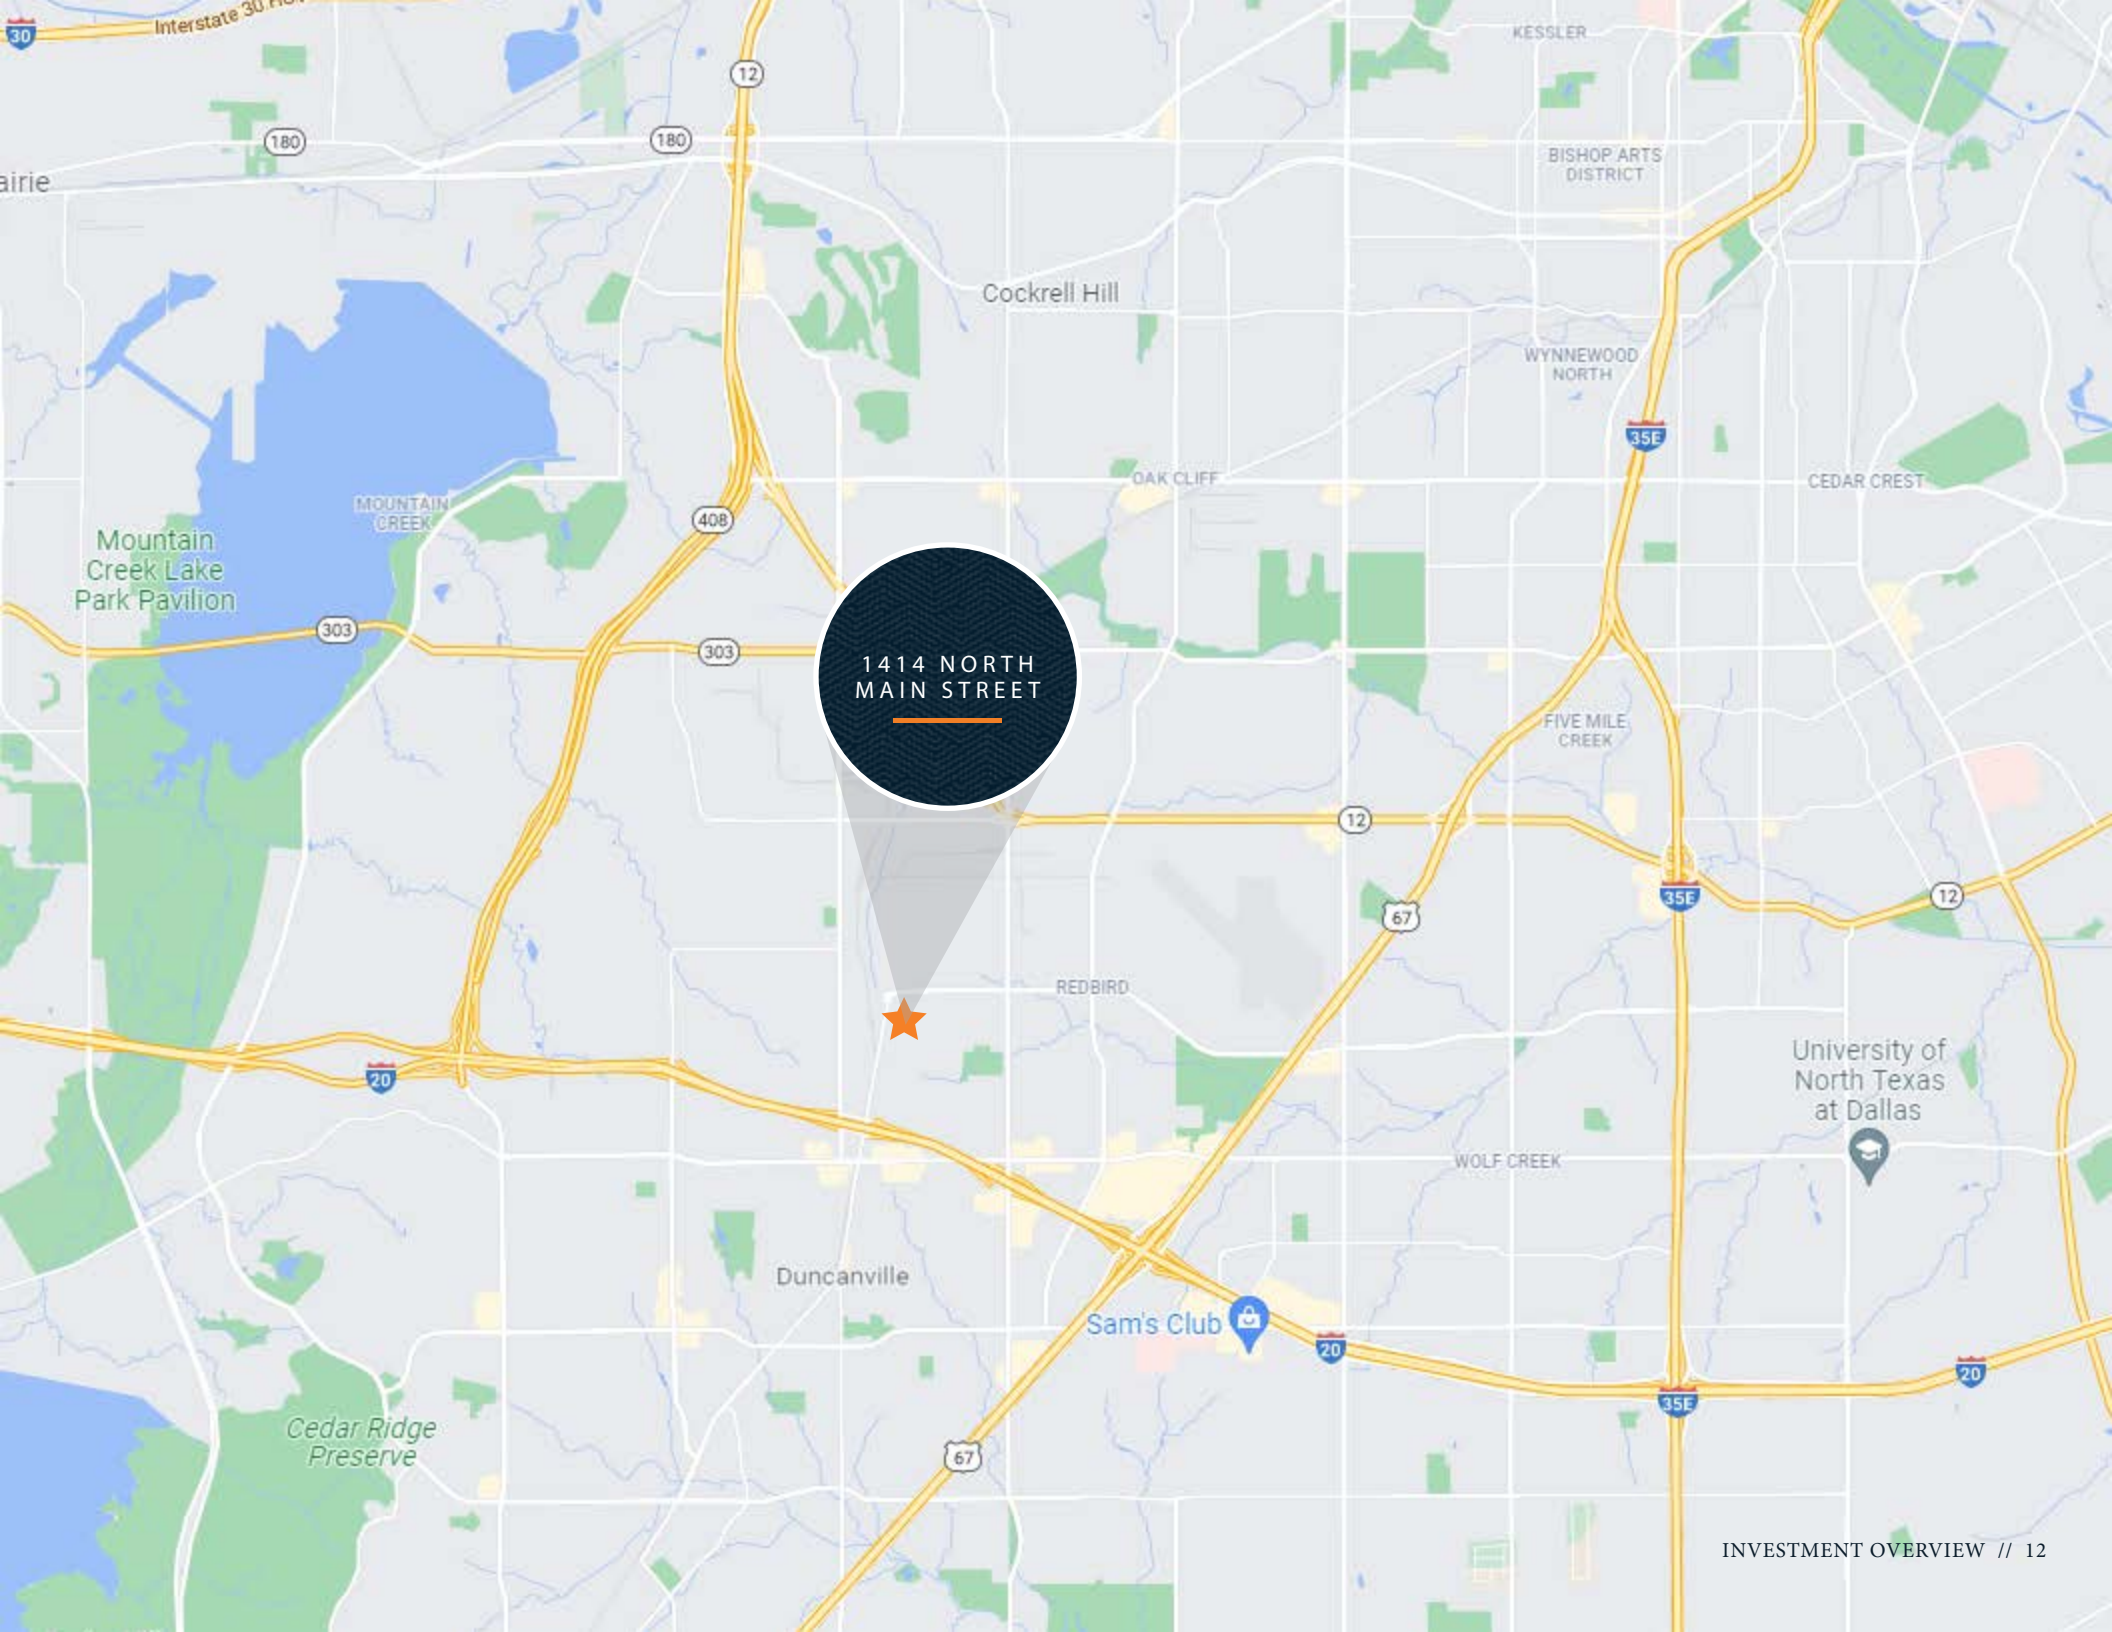 30
Interstate 30
12
KESSLER
180
180
BISHOP ARTS
DISTRICT
airie
Cockrell Hill
WYNNEWOOD
NORTH
35E
OAK CLIFF
CEDAR CREST
MOUNTAIN
CREEK
408
Mountain
Creek Lake
Park Pavilion
303
303
1414 NORTH
MAIN STREET
FIVE MILE
CREEK
12
35E
12
67
REDBIRD
20
University of
North Texas
at Dallas
WOLF CREEK
Duncanville
Sam's Club
20
20
35E
Cedar Ridge
Preserve
67
INVESTMENT OVERVIEW // 12